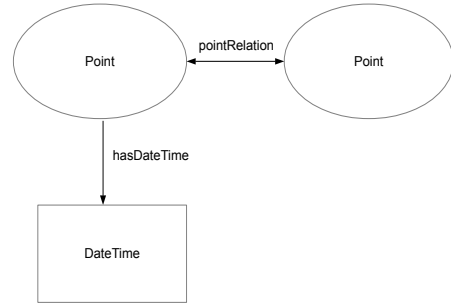 pointRelation
Point
Point
hasDateTime
DateTime